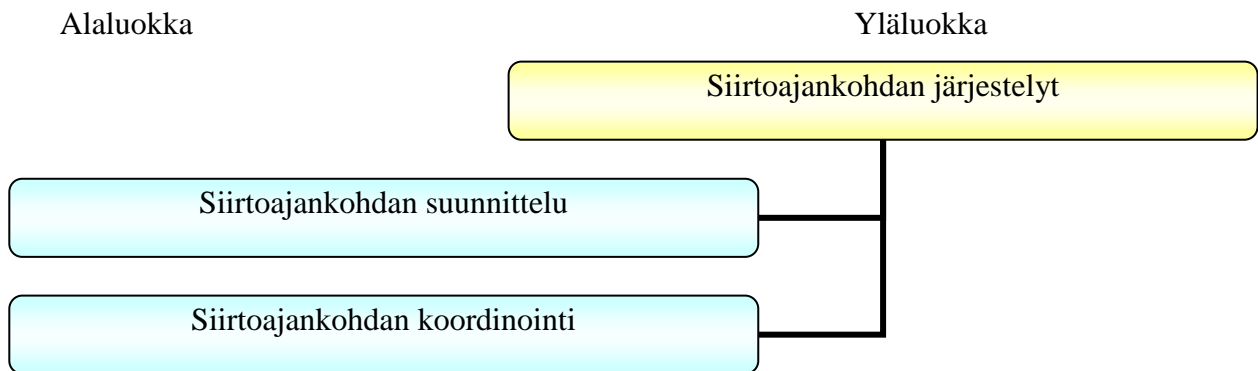 Alaluokka
Yläluokka
Siirtoajankohdan järjestelyt
Siirtoajankohdan suunnittelu
Siirtoajankohdan koordinointi